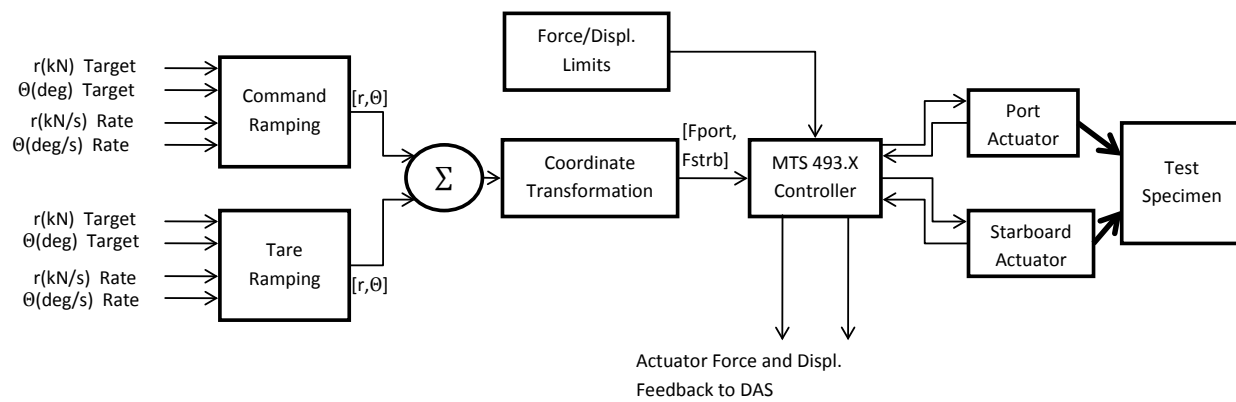 r(kN) Target
Θ(deg) Target
r(kN/s) Rate
Θ(deg/s) Rate
Command
Ramping
[r,Θ]
r(kN) Target
Θ(deg) Target
r(kN/s) Rate
Θ(deg/s) Rate
Tare
Ramping
[r,Θ]
Σ
Coordinate
Transformation
[Fport,
Fstrb]
Force/Displ.
Limits
MTS 493.X
Controller
Port
Actuator
Starboard
Actuator
Test
Specimen
Actuator Force and Displ.
Feedback to DAS